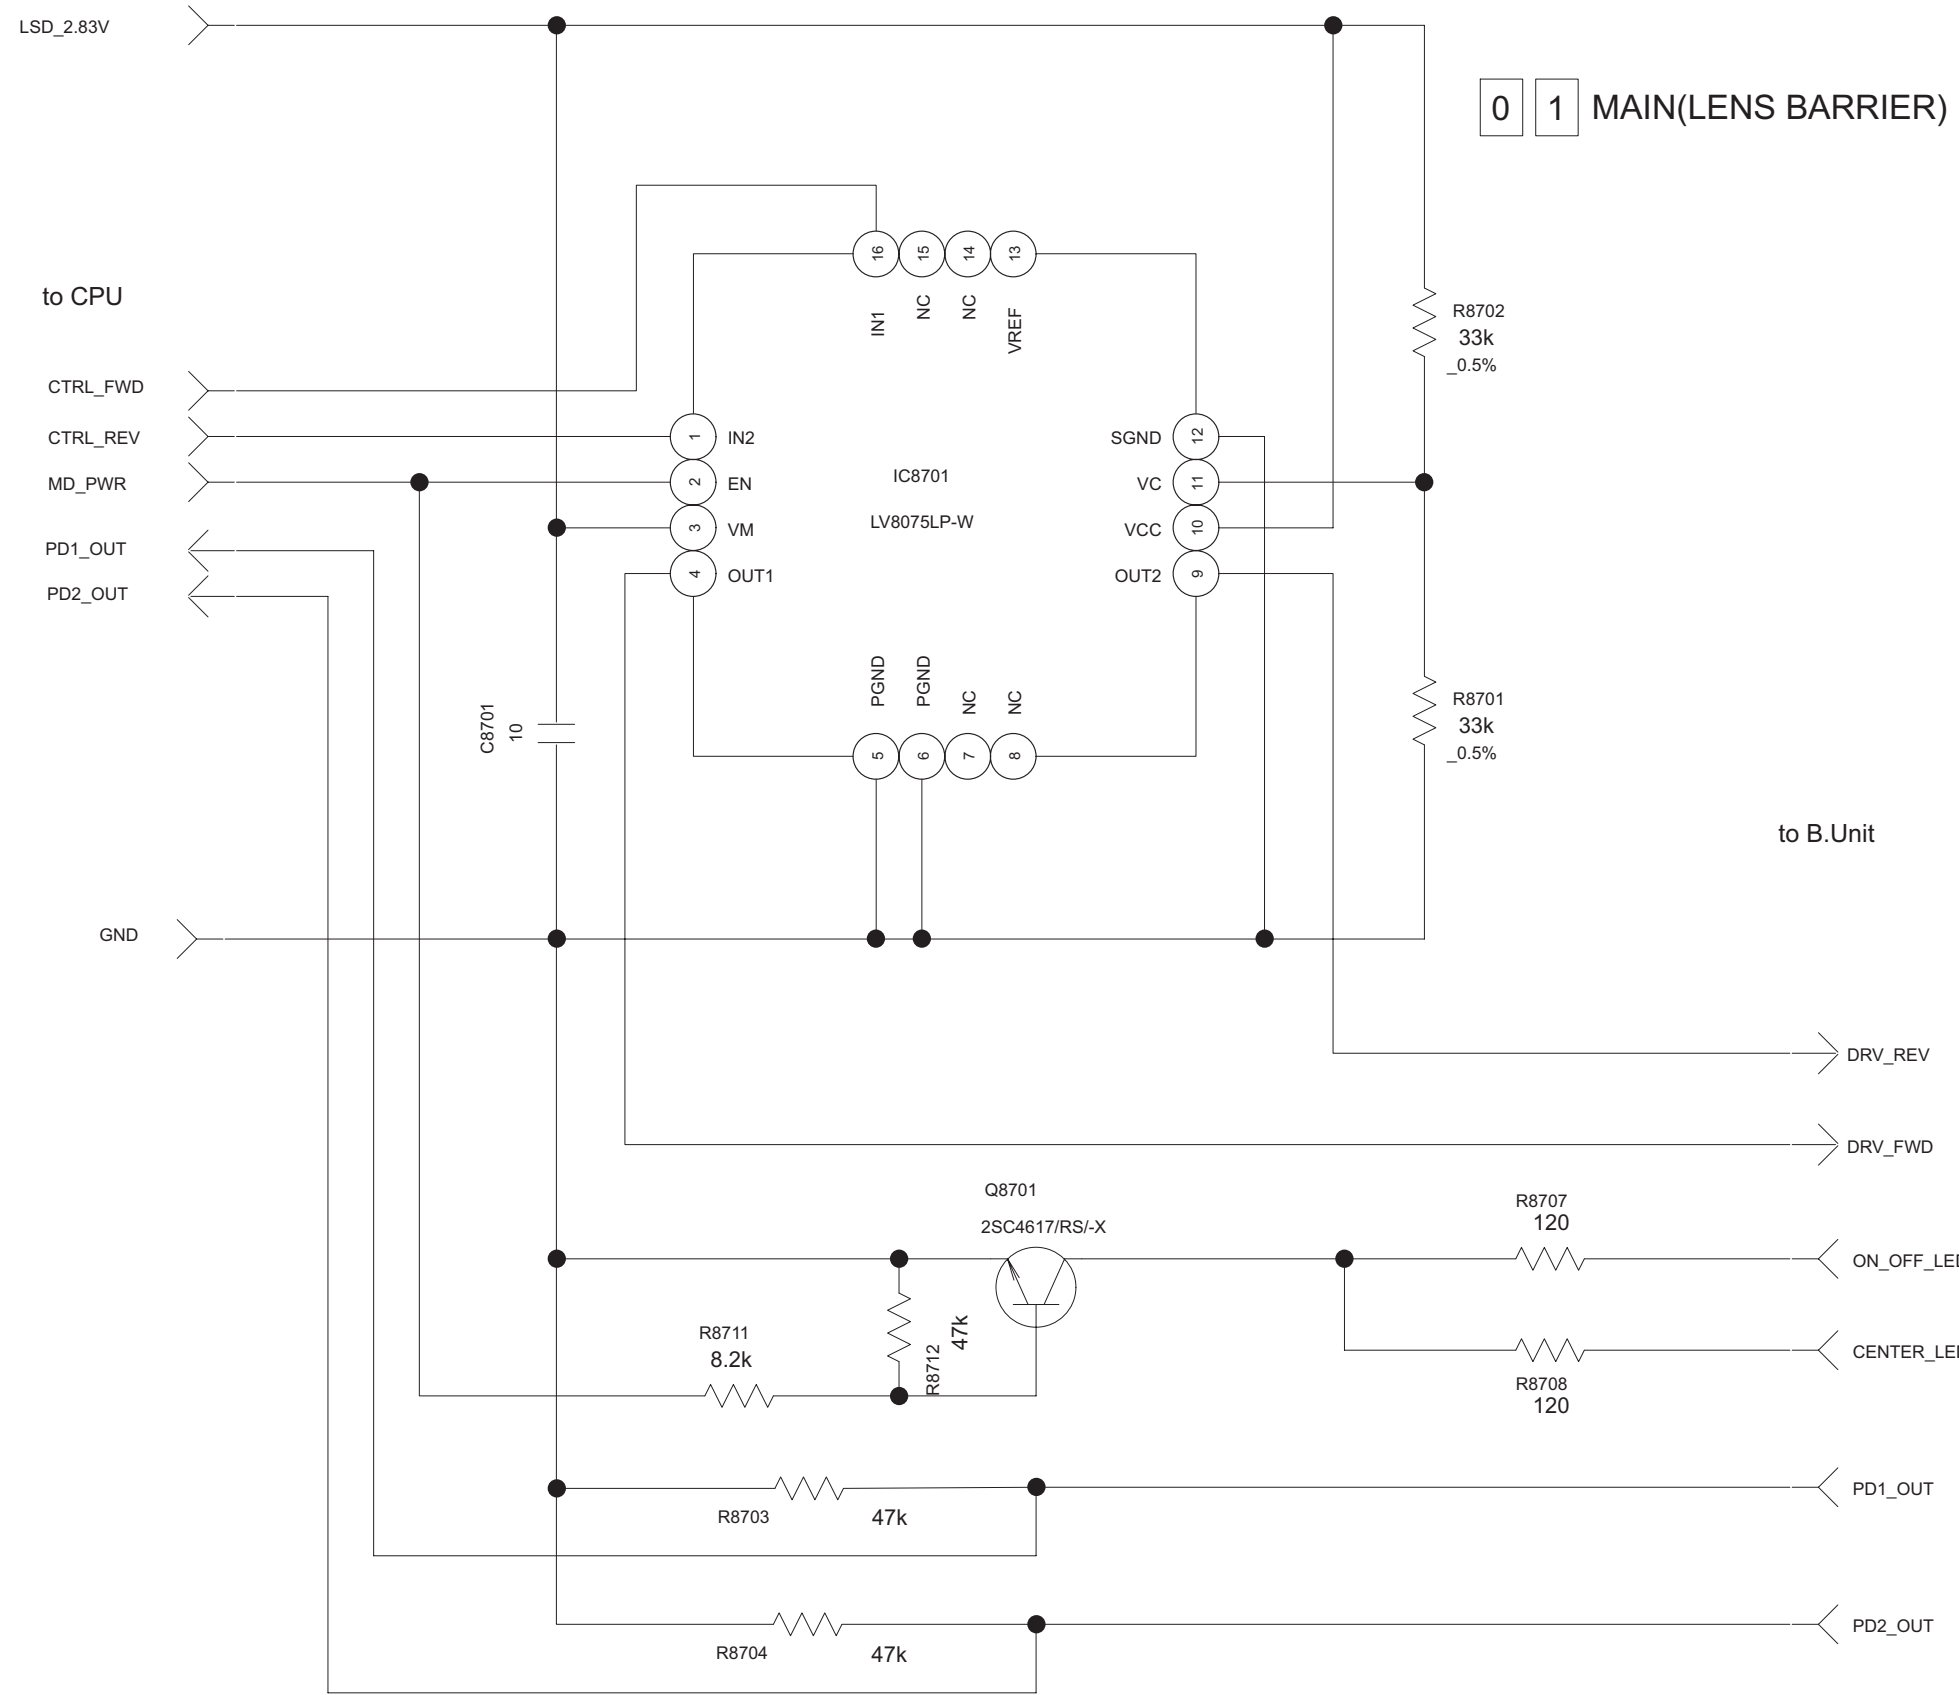 LSD_2.83V
0 1 MAIN(LENS BARRIER)
to CPU
CTRL_FWD
CTRL_REV
MD_PWR
PD1_OUT
PD2_OUT
GND
16 15 14 13
IN1 NC NC VREF
1 IN2
2 EN
3 VM
4 OUT1
IC8701
LV8075LP-W
SGND 12
VC 11
VCC 10
OUT2 9
PGND PGND NC NC
5 6 7 8
R8702
33k
_0.5%
R8701
33k
_0.5%
C8701
10
to B.Unit
DRV_REV
DRV_FWD
Q8701
2SC4617/RS/-X
R8707
120
ON_OFF_LE
R8711
8.2k
R8712
47k
CENTER_LE
R8708
120
R8703
47k
PD1_OUT
R8704
47k
PD2_OUT